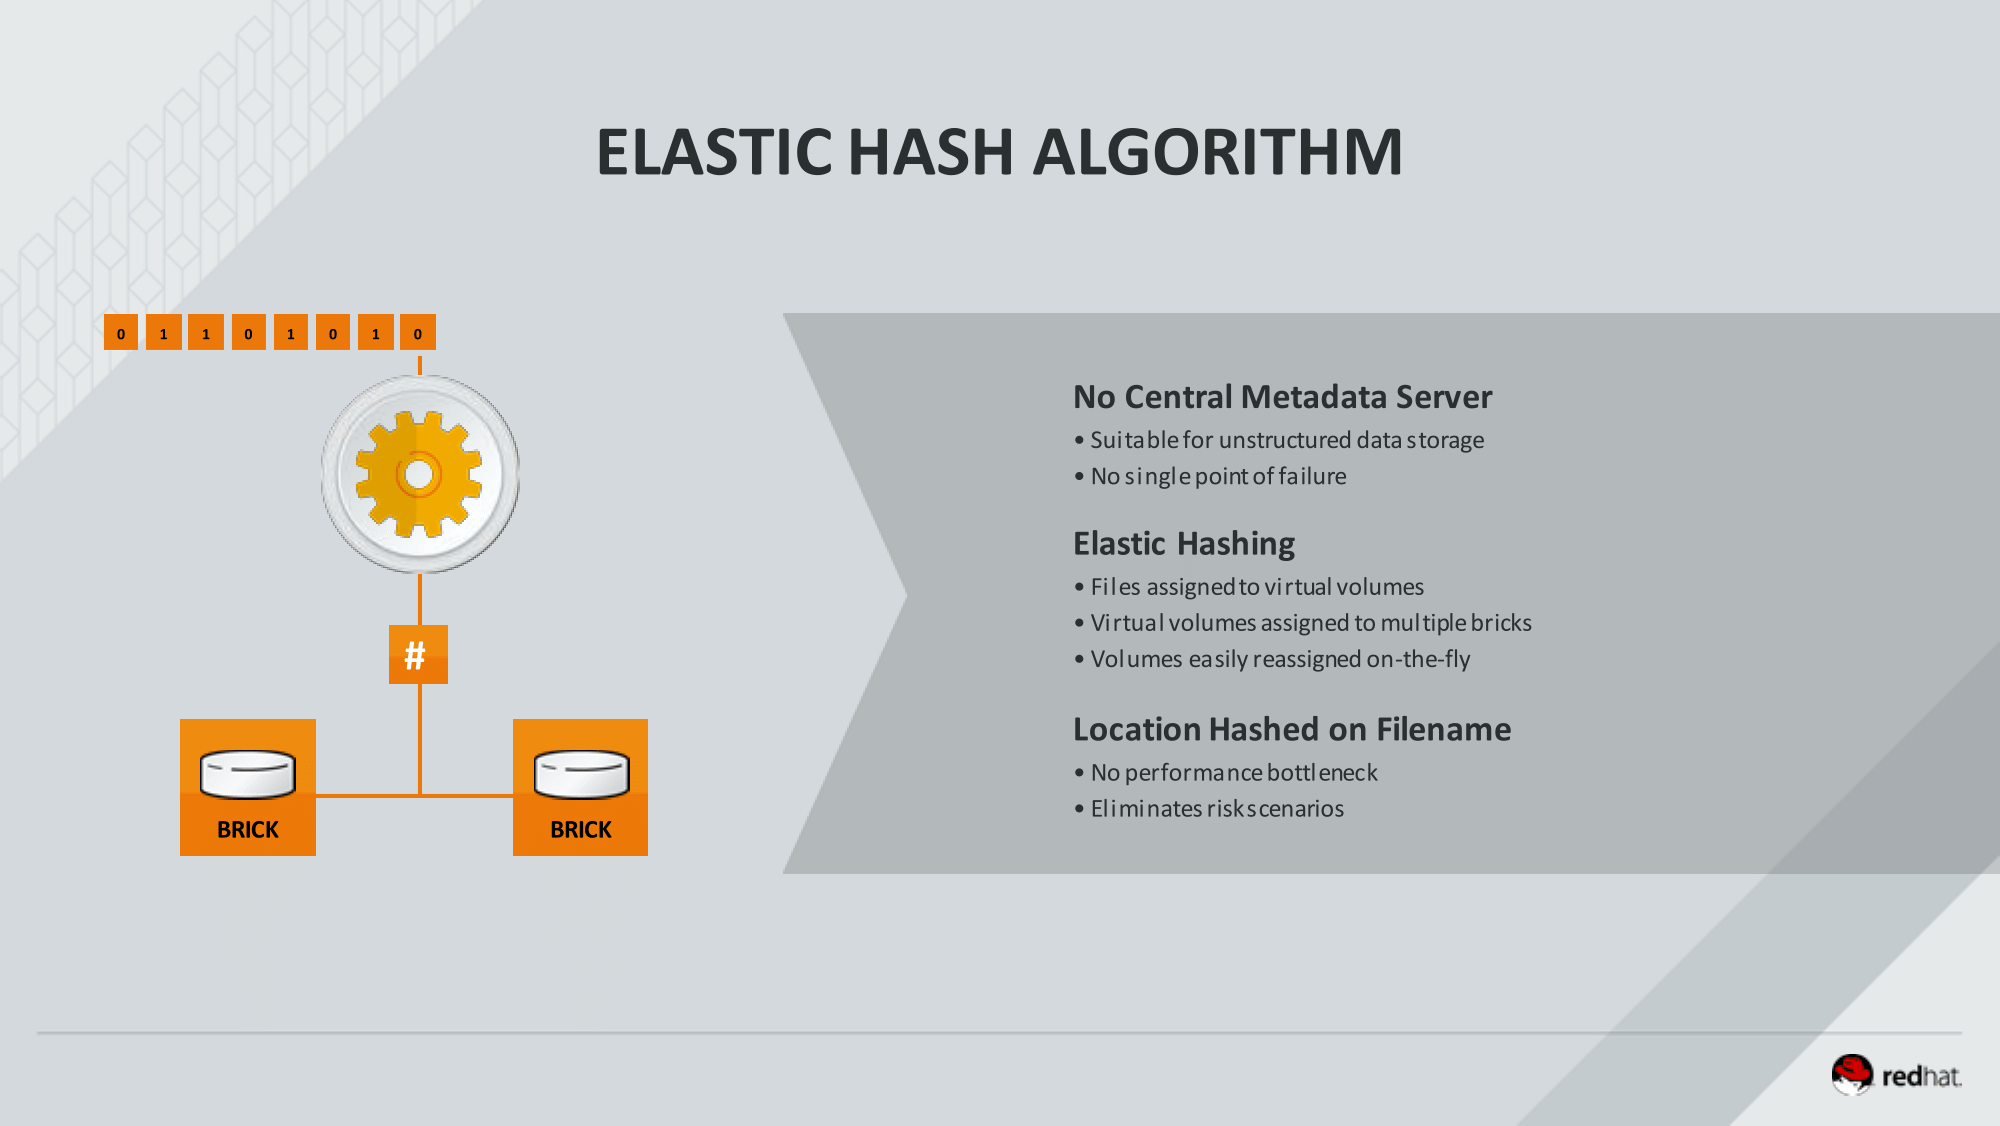 ELASTIC HASH ALGORITHM
0 1 1 0 1 0 1 0
#
BRICK
BRICK
No Central Metadata Server
• Suitable for unstructured data storage
• No single point of failure
Elastic Hashing
• Files assigned to virtual volumes
• Virtual volumes assigned to multiple bricks
• Volumes easily reassigned on-the-fly
Location Hashed on Filename
• No performance bottleneck
• Eliminates risk scenarios
redhat.